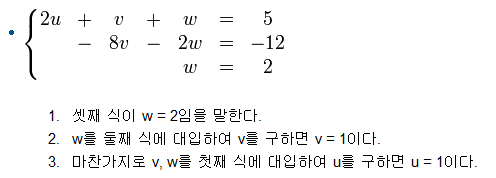 2u + v + w = 5
− 8v − 2w = −12
w = 2
1. 셋째 식이 w = 2임을 말한다.
2. w를 둘째 식에 대입하여 v를 구하면 v = 1이다.
3. 마찬가지로 v, w를 첫째 식에 대입하여 u를 구하면 u = 1이다.